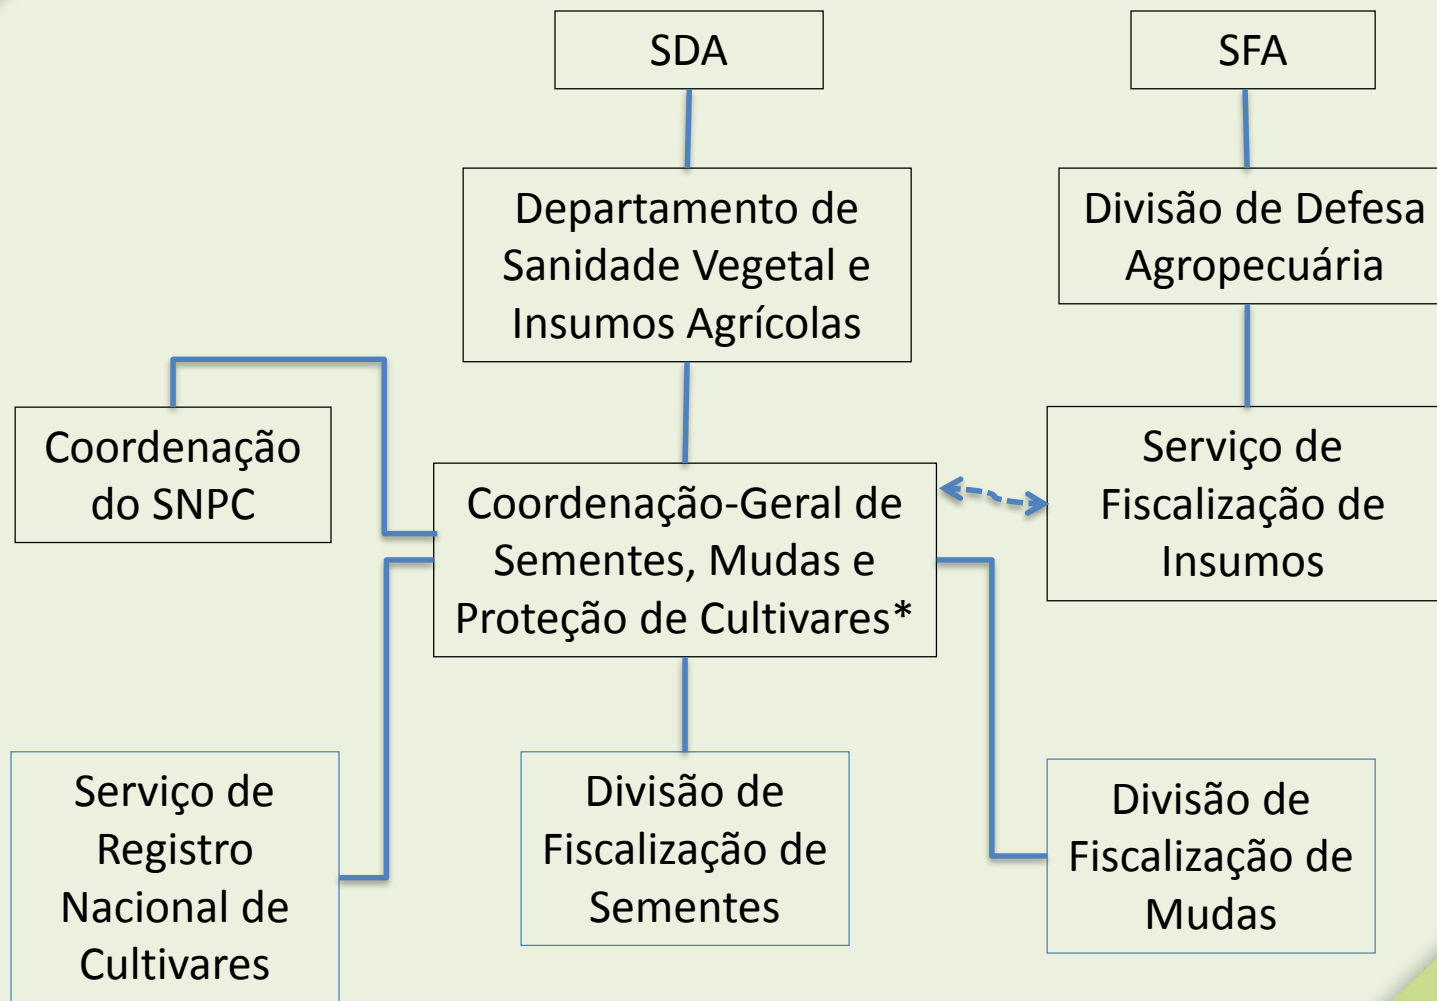 SDA
SFA
Departamento de
Sanidade Vegetal e
Insumos Agrícolas
Divisão de Defesa
Agropecuária
Coordenação
do SNPC
Coordenação-Geral de
Sementes, Mudas e
Proteção de Cultivares*
Serviço de
Fiscalização de
Insumos
Serviço de
Registro
Nacional de
Cultivares
Divisão de
Fiscalização de
Sementes
Divisão de
Fiscalização de
Mudas